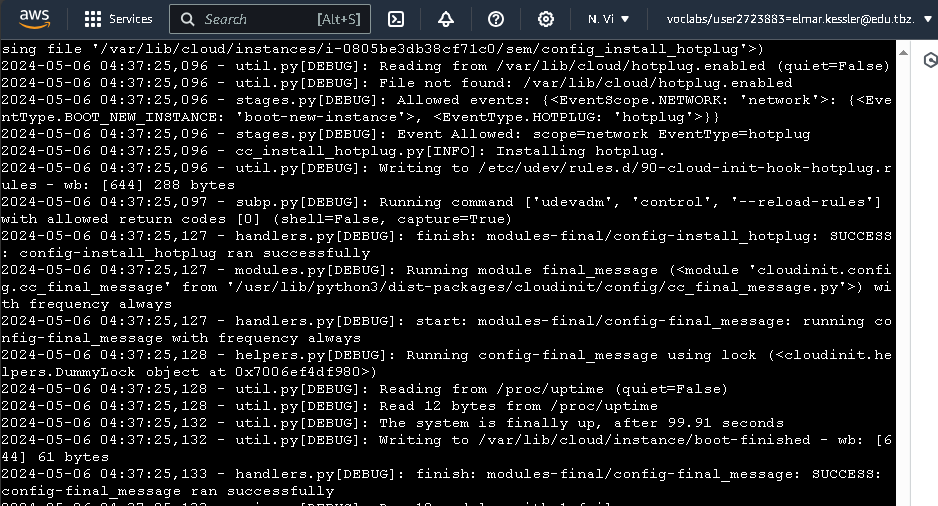 aws
Services
Search
[Alt+S]
N. Vi ▼
voclabs/user2723883=elmar.kessler@edu.tbz. ▼
sing file '/var/lib/cloud/instances/i-0805be3db38cf71c0/sem/config_install_hotplug'>)
2024-05-06 04:37:25,096 - util.py[DEBUG]: Reading from /var/lib/cloud/hotplug.enabled (quiet=False)
2024-05-06 04:37:25,096 - util.py[DEBUG]: File not found: /var/lib/cloud/hotplug.enabled
2024-05-06 04:37:25,096 - stages.py[DEBUG]: Allowed events: {<EventScope.NETWORK: 'network'>: {<Eve
ntType.BOOT_NEW_INSTANCE: 'boot-new-instance'>, <EventType.HOTPLUG: 'hotplug'>}}
2024-05-06 04:37:25,096 - stages.py[DEBUG]: Event Allowed: scope=network EventType=hotplug
2024-05-06 04:37:25,096 - cc_install_hotplug.py[INFO]: Installing hotplug.
2024-05-06 04:37:25,096 - util.py[DEBUG]: Writing to /etc/udev/rules.d/90-cloud-init-hook-hotplug.r
ules - wb: [644] 288 bytes
2024-05-06 04:37:25,097 - subp.py[DEBUG]: Running command ['udevadm', 'control', '--reload-rules']
with allowed return codes [0] (shell=False, capture=True)
2024-05-06 04:37:25,127 - handlers.py[DEBUG]: finish: modules-final/config-install_hotplug: SUCCESS
: config-install_hotplug ran successfully
2024-05-06 04:37:25,127 - modules.py[DEBUG]: Running module final_message (<module 'cloudinit.confi
g.cc_final_message' from '/usr/lib/python3/dist-packages/cloudinit/config/cc_final_message.py'>) wi
th frequency always
2024-05-06 04:37:25,127 - handlers.py[DEBUG]: start: modules-final/config-final_message: running co
nfig-final_message with frequency always
2024-05-06 04:37:25,128 - helpers.py[DEBUG]: Running config-final_message using lock (<cloudinit.he
lpers.DummyLock object at 0x7006ef4df980>)
2024-05-06 04:37:25,128 - util.py[DEBUG]: Reading from /proc/uptime (quiet=False)
2024-05-06 04:37:25,128 - util.py[DEBUG]: Read 12 bytes from /proc/uptime
2024-05-06 04:37:25,132 - util.py[DEBUG]: The system is finally up, after 99.91 seconds
2024-05-06 04:37:25,132 - util.py[DEBUG]: Writing to /var/lib/cloud/instance/boot-finished - wb: [6
44] 61 bytes
2024-05-06 04:37:25,133 - handlers.py[DEBUG]: finish: modules-final/config-final_message: SUCCESS:
config-final_message ran successfully